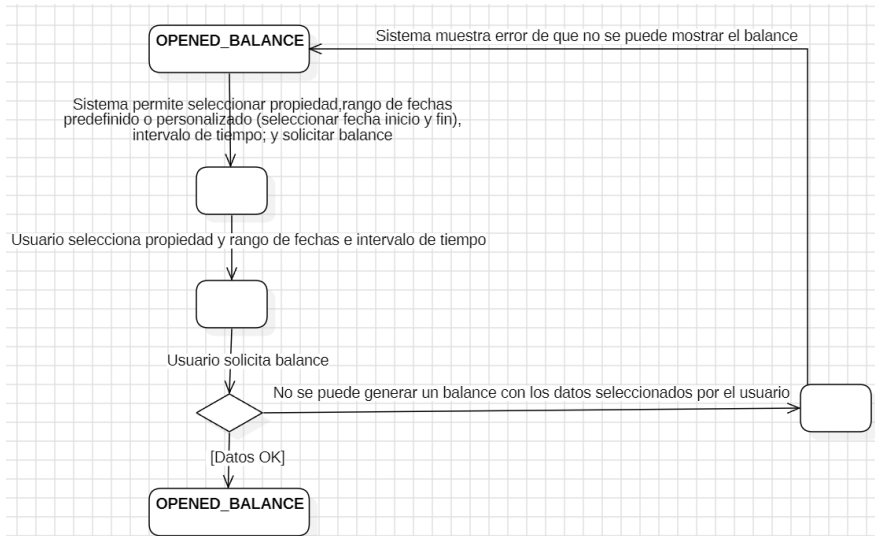 OPENED_BALANCE
Sistema muestra error de que no se puede mostrar el balance
Sistema permite seleccionar propiedad,rango de fechas
predefinido o personalizado (seleccionar fecha inicio y fin),
intervalo de tiempo; y solicitar balance
Usuario selecciona propiedad y rango de fechas e intervalo de tiempo
Usuario solicita balance
No se puede generar un balance con los datos seleccionados por el usuario
[Datos OK]
OPENED_BALANCE